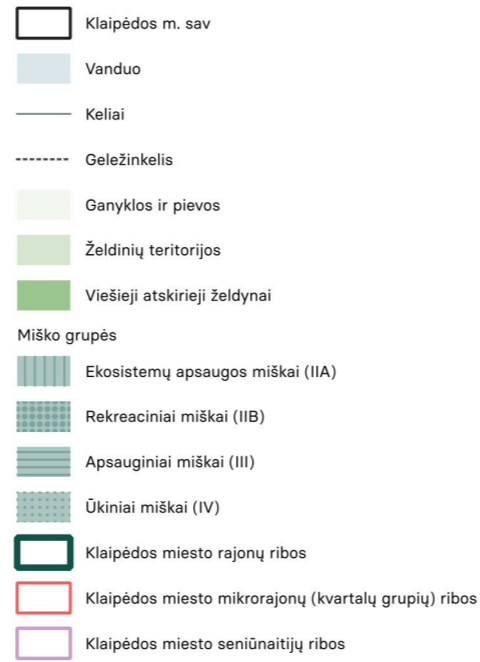 Klaipėdos m. sav
Vanduo
Keliai
Geležinkelis
Ganyklos ir pievos
Želdinių teritorijos
Viešieji atskirieji želdynai
Miško grupės
Ekosistemų apsaugos miškai (IIA)
Rekreaciniai miškai (IIB)
Apsauginiai miškai (III)
Ūkiniai miškai (IV)
Klaipėdos miesto rajonų ribos
Klaipėdos miesto mikrorajonų (kvartalų grupių) ribos
Klaipėdos miesto seniūnaitijų ribos